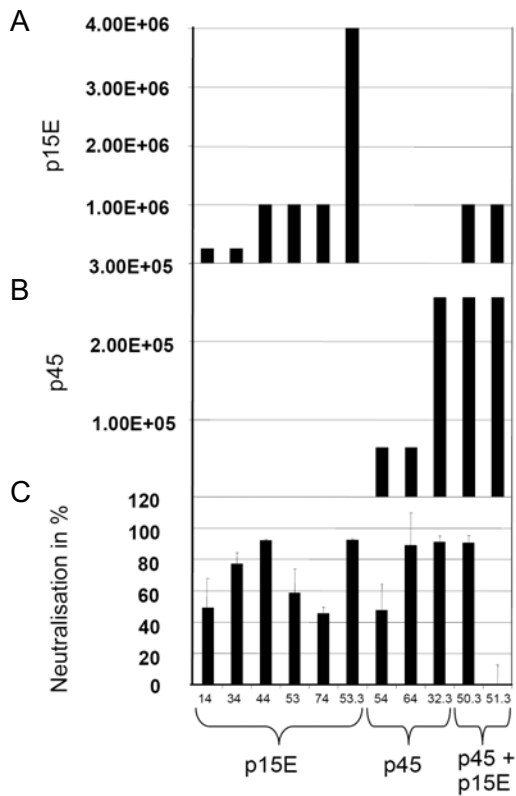 A
4.00E+06
3.00E+06
2.00E+06
1.00E+06
p15E
B
3.00E+05
2.00E+05
1.00E+05
p45
C
120
100
80
60
40
20
0
Neutralisation in %
14 34 44 53 74 53.3 54 64 32.3 50.3 51.3
p15E p45 p45 +
p15E